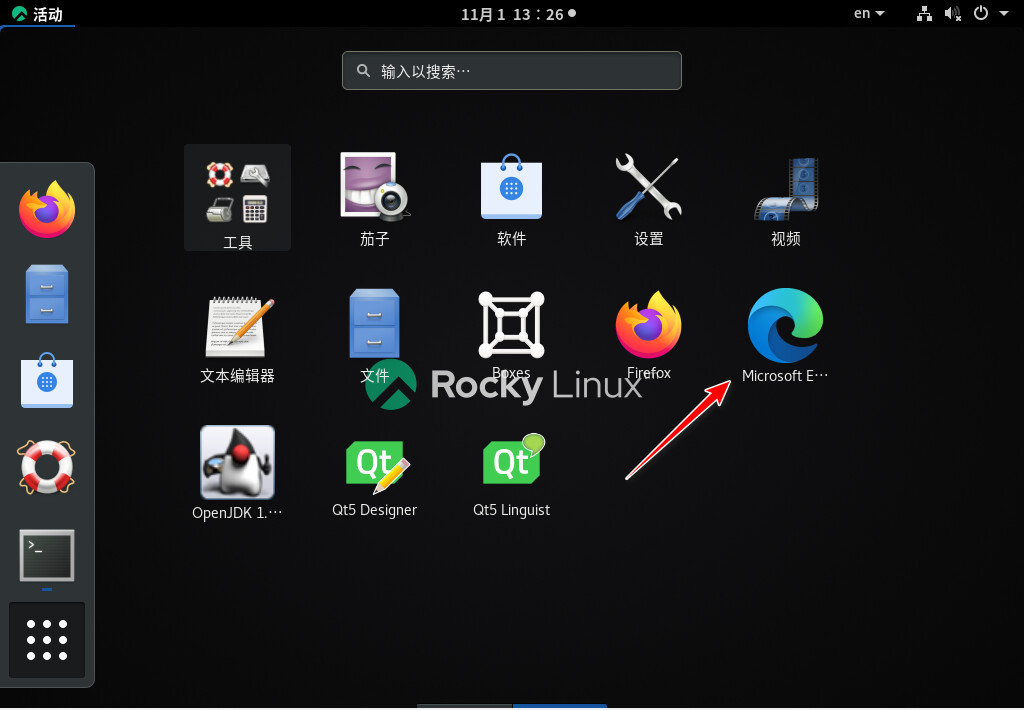 活动
11月 1 13：26
en
输入以搜索…
工具
茄子
软件
设置
视频
文本编辑器
文件
Boxes
Firefox
Microsoft E…
Rocky Linux
OpenJDK 1.…
Qt
Qt5 Designer
Qt
Qt5 Linguist
>_